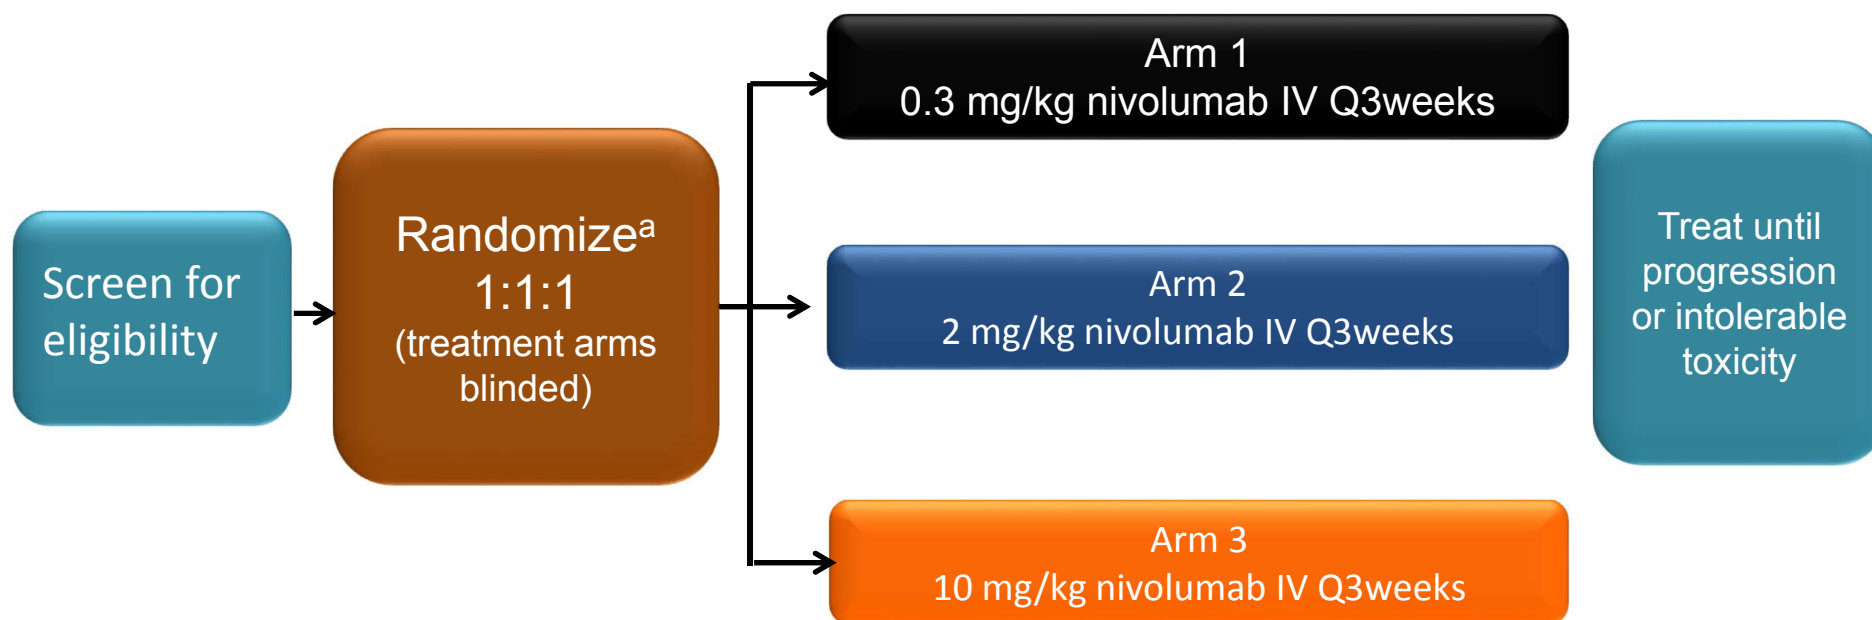 Screen for
eligibility
Randomizeᵃ
1:1:1
(treatment arms
blinded)
Arm 1
0.3 mg/kg nivolumab IV Q3weeks
Arm 2
2 mg/kg nivolumab IV Q3weeks
Arm 3
10 mg/kg nivolumab IV Q3weeks
Treat until
progression
or intolerable
toxicity